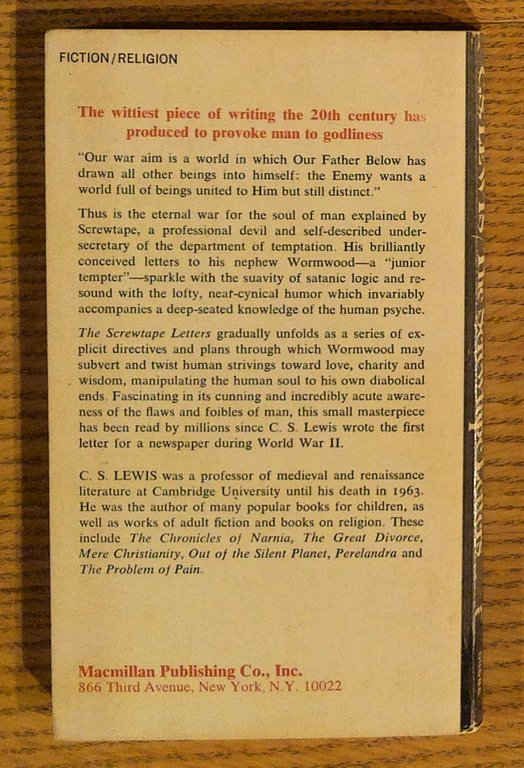 FICTION/RELIGION
The wittiest piece of writing the 20th century has
produced to provoke man to godliness
“Our war aim is a world in which Our Father Below has
drawn all other beings into himself: the Enemy wants a
world full of beings united to Him but still distinct.”
Thus is the eternal war for the soul of man explained by
Screwtape, a professional devil and self-described under-
secretary of the department of temptation. His brilliantly
conceived letters to his nephew Wormwood—a “junior
tempter”—sparkle with the suavity of satanic logic and re-
sound with the lofty, near-cynical humor which invariably
accompanies a deep-seated knowledge of the human psyche.
The Screwtape Letters gradually unfolds as a series of ex-
plicit directives and plans through which Wormwood may
subvert and twist human strivings toward love, charity and
wisdom, manipulating the human soul to his own diabolical
ends. Fascinating in its cunning and incredibly acute aware-
ness of the flaws and foibles of man, this small masterpiece
has been read by millions since C. S. Lewis wrote the first
letter for a newspaper during World War II.
C. S. LEWIS was a professor of medieval and renaissance
literature at Cambridge University until his death in 1963.
He was the author of many popular books for children, as
well as works of adult fiction and books on religion. These
include The Chronicles of Narnia, The Great Divorce,
Mere Christianity, Out of the Silent Planet, Perelandra and
The Problem of Pain.
Macmillan Publishing Co., Inc.
866 Third Avenue, New York, N.Y. 10022